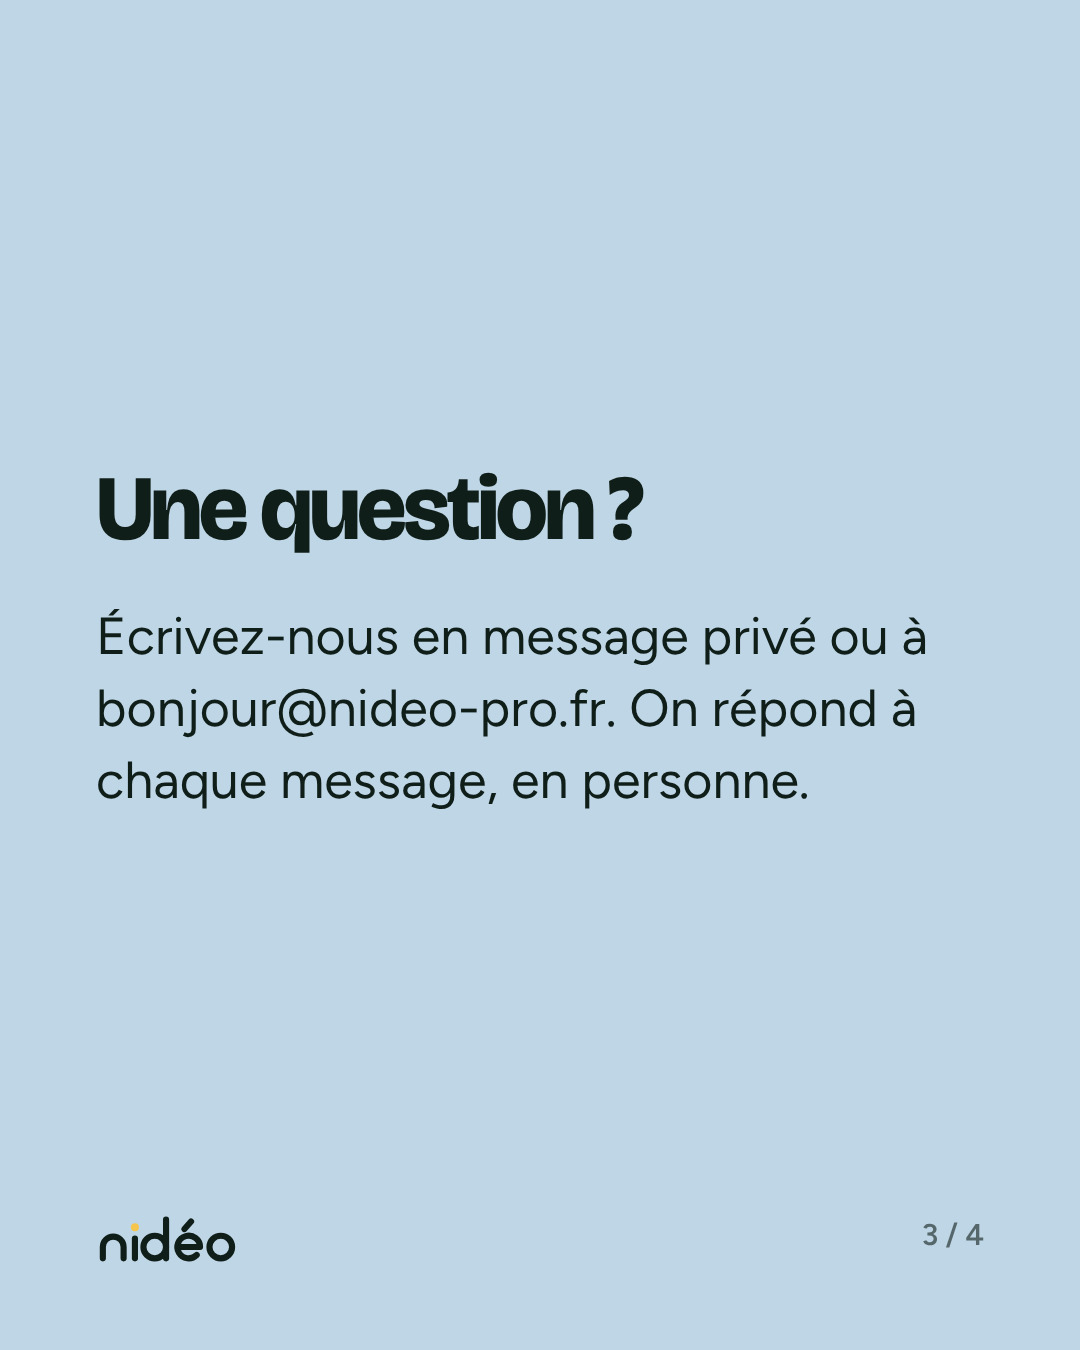 Une question ?
Écrivez-nous en message privé ou à
bonjour@nideo-pro.fr. On répond à
chaque message, en personne.
nidéo
3 / 4